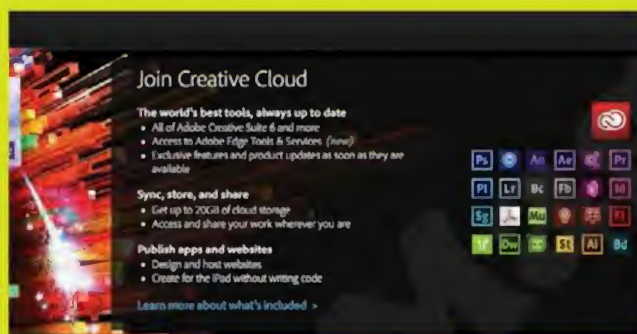 Join Creative Cloud
The world's best tools, always up to date
• All of Adobe Creative Suite 6 and more
• Access to Adobe Edge Tools & Services (new)
• Exclusive features and product updates as soon as they are
available
Sync, store, and share
• Get up to 20GB of cloud storage
• Access and share your work wherever you are
Publish apps and websites
• Design and host websites
• Create for the iPad without writing code
Learn more about what's included >
Ps An Ae Pr
Pl Lr Bc Fb Id
Sg Mu Fl
Dw St Ai Bd